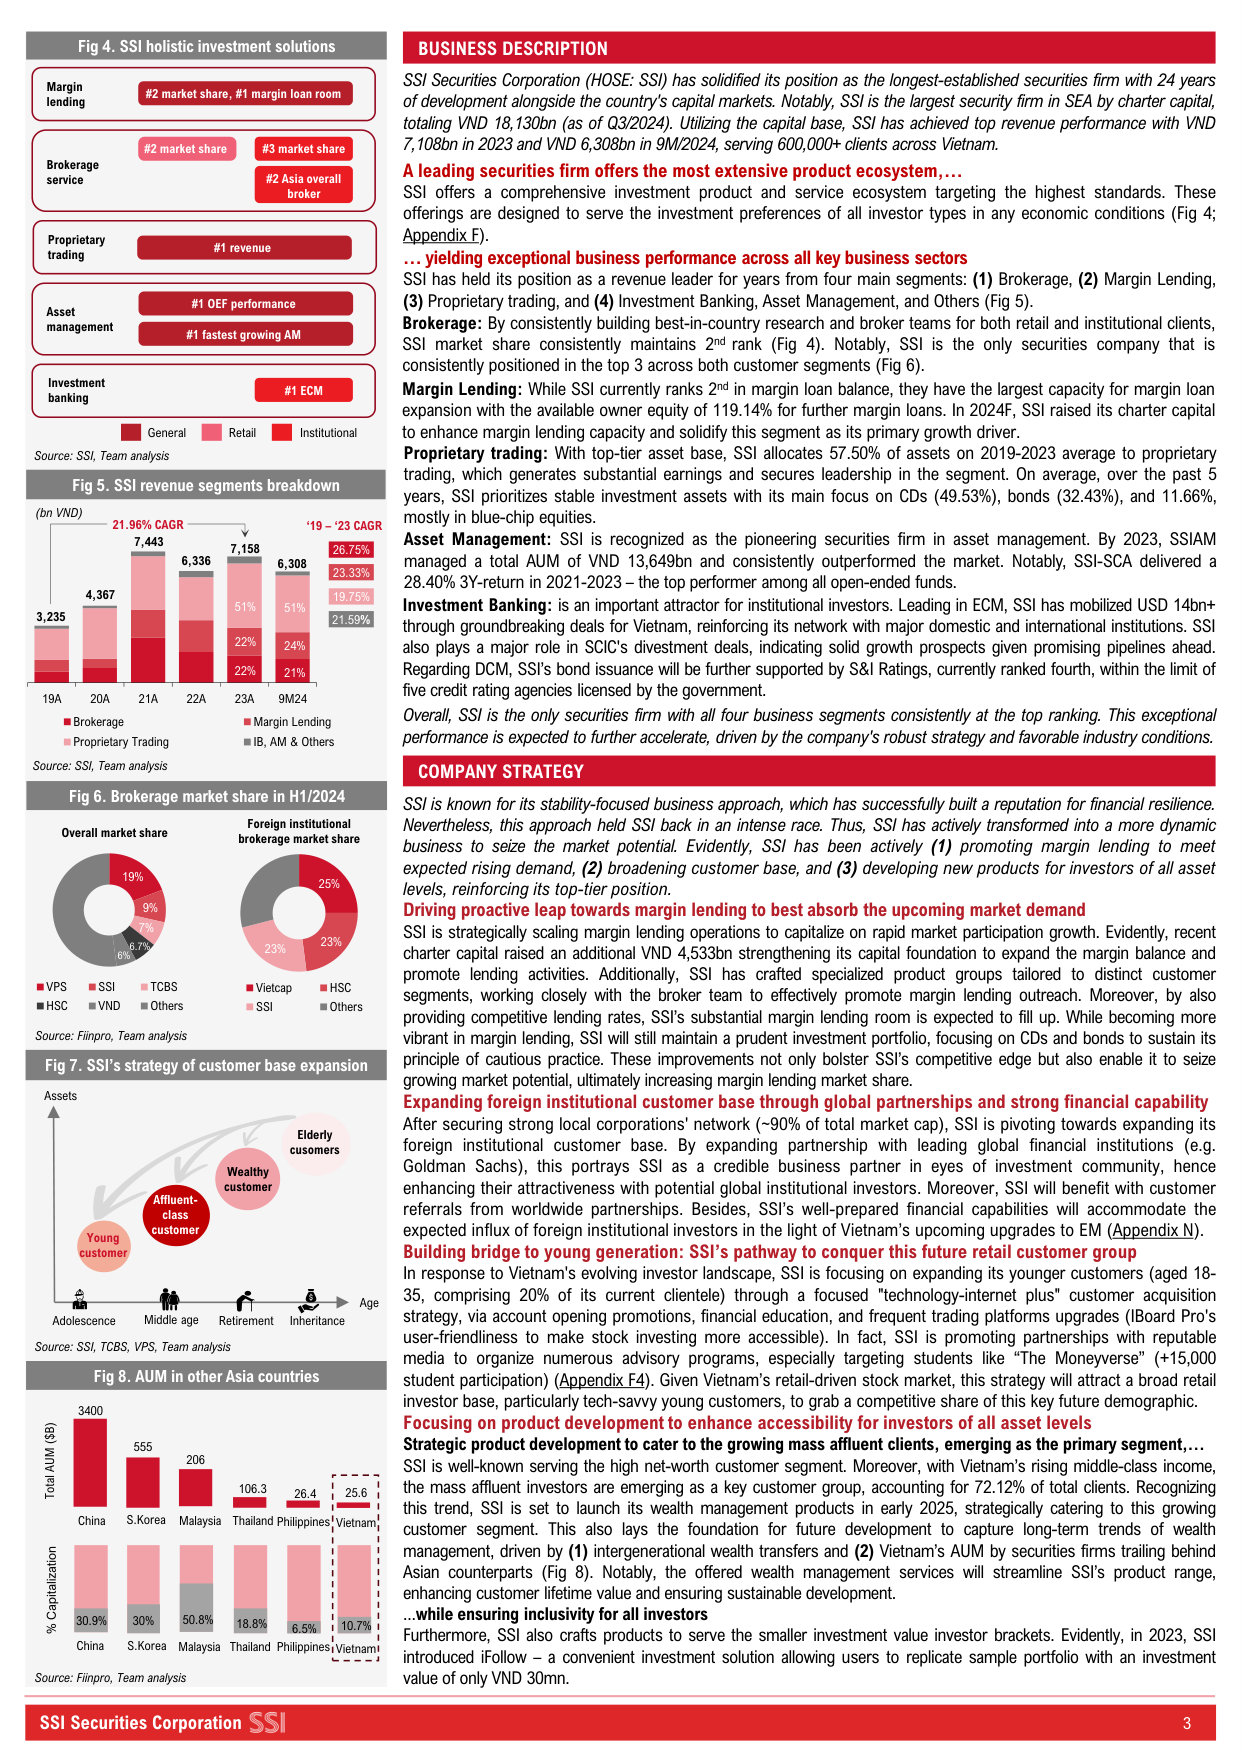 Fig 4. SSI holistic investment solutions
Margin
lending
#2 market share, #1 margin loan room
Brokerage
service
#2 market share
#3 market share
#2 Asia overall
broker
Proprietary
trading
#1 revenue
Asset
management
#1 OEF performance
#1 fastest growing AM
Investment
banking
#1 ECM
General
Retail
Institutional
Source: SSI, Team analysis
Fig 5. SSI revenue segments breakdown
(bn VND)
21.96% CAGR
'19 – '23 CAGR
3,235
4,367
7,443
6,336
7,158
6,308
26.75%
23.33%
19.75%
21.59%
51%
51%
22%
24%
22%
21%
19A 20A 21A 22A 23A 9M24
Brokerage
Margin Lending
Proprietary Trading
IB, AM & Others
Source: SSI, Team analysis
Fig 6. Brokerage market share in H1/2024
Overall market share
Foreign institutional
brokerage market share
19%
9%
7%
6.7%
6%
25%
23%
23%
VPS SSI TCBS
HSC VND Others
Vietcap HSC
SSI Others
Source: Fiinpro, Team analysis
Fig 7. SSI's strategy of customer base expansion
Assets
Elderly
cusomers
Wealthy
customer
Affluent-
class
customer
Young
customer
Age
Adolescence Middle age Retirement Inheritance
Source: SSI, TCBS, VPS, Team analysis
Fig 8. AUM in other Asia countries
Total AUM ($B)
3400
555
206
106.3
26.4
25.6
China S.Korea Malaysia Thailand Philippines Vietnam
% Capitalization
30.9% 30% 50.8% 18.8% 6.5% 10.7%
China S.Korea Malaysia Thailand Philippines Vietnam
Source: Fiinpro, Team analysis
BUSINESS DESCRIPTION
SSI Securities Corporation (HOSE: SSI) has solidified its position as the longest-established securities firm with 24 years
of development alongside the country's capital markets. Notably, SSI is the largest security firm in SEA by charter capital,
totaling VND 18,130bn (as of Q3/2024). Utilizing the capital base, SSI has achieved top revenue performance with VND
7,108bn in 2023 and VND 6,308bn in 9M/2024, serving 600,000+ clients across Vietnam.
A leading securities firm offers the most extensive product ecosystem,…
SSI offers a comprehensive investment product and service ecosystem targeting the highest standards. These
offerings are designed to serve the investment preferences of all investor types in any economic conditions (Fig 4;
Appendix F).
… yielding exceptional business performance across all key business sectors
SSI has held its position as a revenue leader for years from four main segments: (1) Brokerage, (2) Margin Lending,
(3) Proprietary trading, and (4) Investment Banking, Asset Management, and Others (Fig 5).
Brokerage: By consistently building best-in-country research and broker teams for both retail and institutional clients,
SSI market share consistently maintains 2nd rank (Fig 4). Notably, SSI is the only securities company that is
consistently positioned in the top 3 across both customer segments (Fig 6).
Margin Lending: While SSI currently ranks 2nd in margin loan balance, they have the largest capacity for margin loan
expansion with the available owner equity of 119.14% for further margin loans. In 2024F, SSI raised its charter capital
to enhance margin lending capacity and solidify this segment as its primary growth driver.
Proprietary trading: With top-tier asset base, SSI allocates 57.50% of assets on 2019-2023 average to proprietary
trading, which generates substantial earnings and secures leadership in the segment. On average, over the past 5
years, SSI prioritizes stable investment assets with its main focus on CDs (49.53%), bonds (32.43%), and 11.66%,
mostly in blue-chip equities.
Asset Management: SSI is recognized as the pioneering securities firm in asset management. By 2023, SSIAM
managed a total AUM of VND 13,649bn and consistently outperformed the market. Notably, SSI-SCA delivered a
28.40% 3Y-return in 2021-2023 – the top performer among all open-ended funds.
Investment Banking: is an important attractor for institutional investors. Leading in ECM, SSI has mobilized USD 14bn+
through groundbreaking deals for Vietnam, reinforcing its network with major domestic and international institutions. SSI
also plays a major role in SCIC's divestment deals, indicating solid growth prospects given promising pipelines ahead.
Regarding DCM, SSI's bond issuance will be further supported by S&I Ratings, currently ranked fourth, within the limit of
five credit rating agencies licensed by the government.
Overall, SSI is the only securities firm with all four business segments consistently at the top ranking. This exceptional
performance is expected to further accelerate, driven by the company's robust strategy and favorable industry conditions.
COMPANY STRATEGY
SSI is known for its stability-focused business approach, which has successfully built a reputation for financial resilience.
Nevertheless, this approach held SSI back in an intense race. Thus, SSI has actively transformed into a more dynamic
business to seize the market potential. Evidently, SSI has been actively (1) promoting margin lending to meet
expected rising demand, (2) broadening customer base, and (3) developing new products for investors of all asset
levels, reinforcing its top-tier position.
Driving proactive leap towards margin lending to best absorb the upcoming market demand
SSI is strategically scaling margin lending operations to capitalize on rapid market participation growth. Evidently, recent
charter capital raised an additional VND 4,533bn strengthening its capital foundation to expand the margin balance and
promote lending activities. Additionally, SSI has crafted specialized product groups tailored to distinct customer
segments, working closely with the broker team to effectively promote margin lending outreach. Moreover, by also
providing competitive lending rates, SSI's substantial margin lending room is expected to fill up. While becoming more
vibrant in margin lending, SSI will still maintain a prudent investment portfolio, focusing on CDs and bonds to sustain its
principle of cautious practice. These improvements not only bolster SSI's competitive edge but also enable it to seize
growing market potential, ultimately increasing margin lending market share.
Expanding foreign institutional customer base through global partnerships and strong financial capability
After securing strong local corporations' network (~90% of total market cap), SSI is pivoting towards expanding its
foreign institutional customer base. By expanding partnership with leading global financial institutions (e.g.
Goldman Sachs), this portrays SSI as a credible business partner in eyes of investment community, hence
enhancing their attractiveness with potential global institutional investors. Moreover, SSI will benefit with customer
referrals from worldwide partnerships. Besides, SSI's well-prepared financial capabilities will accommodate the
expected influx of foreign institutional investors in the light of Vietnam's upcoming upgrades to EM (Appendix N).
Building bridge to young generation: SSI's pathway to conquer this future retail customer group
In response to Vietnam's evolving investor landscape, SSI is focusing on expanding its younger customers (aged 18-
35, comprising 20% of its current clientele) through a focused "technology-internet plus" customer acquisition
strategy, via account opening promotions, financial education, and frequent trading platforms upgrades (IBoard Pro's
user-friendliness to make stock investing more accessible). In fact, SSI is promoting partnerships with reputable
media to organize numerous advisory programs, especially targeting students like “The Moneyverse” (+15,000
student participation) (Appendix F4). Given Vietnam's retail-driven stock market, this strategy will attract a broad retail
investor base, particularly tech-savvy young customers, to grab a competitive share of this key future demographic.
Focusing on product development to enhance accessibility for investors of all asset levels
Strategic product development to cater to the growing mass affluent clients, emerging as the primary segment,…
SSI is well-known serving the high net-worth customer segment. Moreover, with Vietnam's rising middle-class income,
the mass affluent investors are emerging as a key customer group, accounting for 72.12% of total clients. Recognizing
this trend, SSI is set to launch its wealth management products in early 2025, strategically catering to this growing
customer segment. This also lays the foundation for future development to capture long-term trends of wealth
management, driven by (1) intergenerational wealth transfers and (2) Vietnam's AUM by securities firms trailing behind
Asian counterparts (Fig 8). Notably, the offered wealth management services will streamline SSI's product range,
enhancing customer lifetime value and ensuring sustainable development.
…while ensuring inclusivity for all investors
Furthermore, SSI also crafts products to serve the smaller investment value investor brackets. Evidently, in 2023, SSI
introduced iFollow – a convenient investment solution allowing users to replicate sample portfolio with an investment
value of only VND 30mn.
SSI Securities Corporation SSI
3